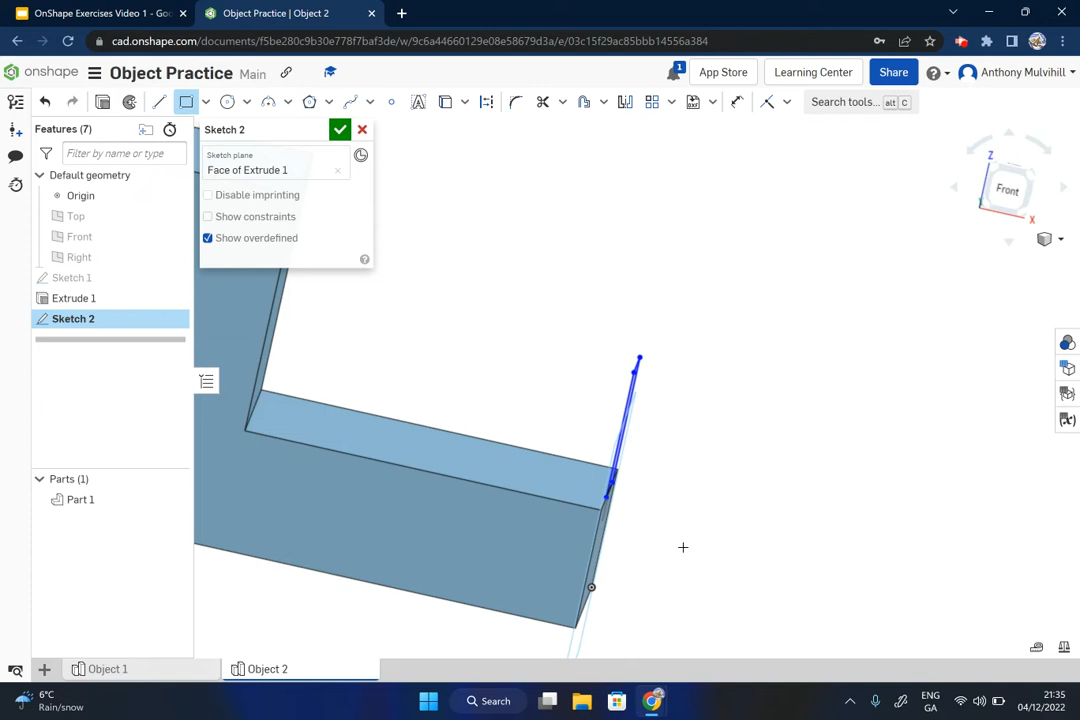 OnShape Exercises Video 1 - Goo
Object Practice | Object 2
cad.onshape.com/documents/f5be280c9b30e778f7baf3de/w/9c6a44660129e08e58679d3a/e/03c15f29ac85bbb14556a384
onshape
Object Practice Main
1
App Store
Learning Center
Share
Anthony Mulvihill
Search tools... alt C
Features (7)
Filter by name or type
Default geometry
Origin
Top
Front
Right
Sketch 1
Extrude 1
Sketch 2
Parts (1)
Part 1
Sketch 2
Sketch plane
Face of Extrude 1
Disable imprinting
Show constraints
Show overdefined
Z
Front
X
Object 1
Object 2
6°C
Rain/snow
Search
ENG
GA
21:35
04/12/2022